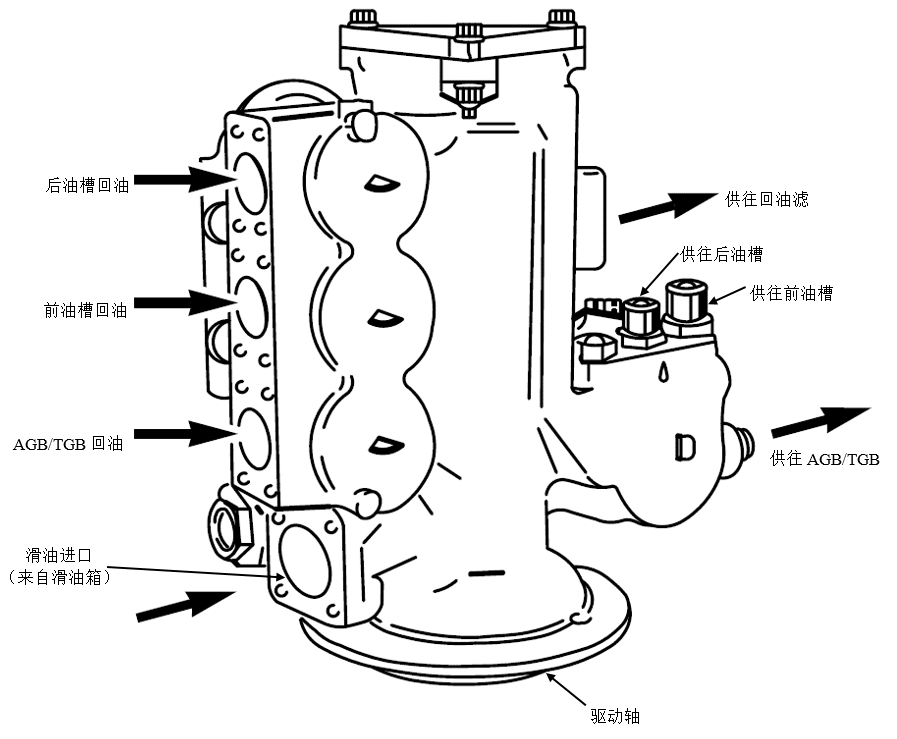 后油槽回油
供往回油滤
供往后油槽
供往前油槽
前油槽回油
AGB/TGB 回油
供往 AGB/TGB
滑油进口
（来自滑油箱）
驱动轴